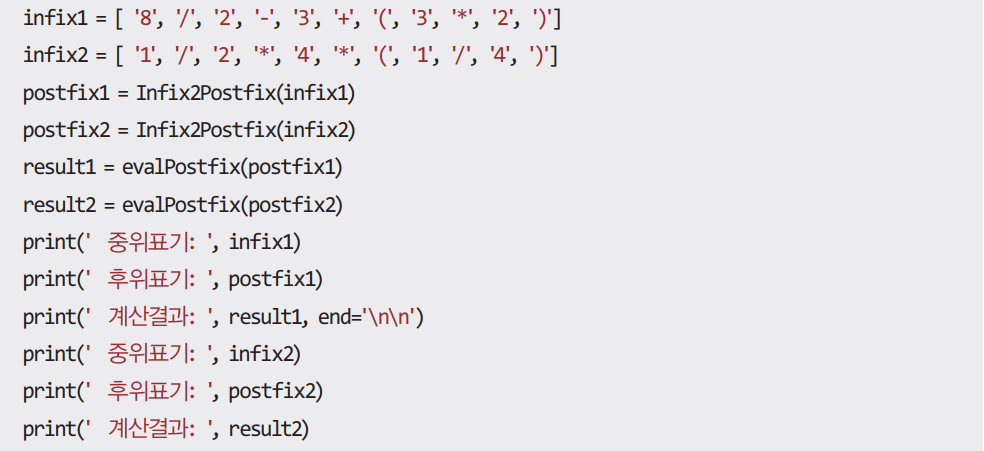 infix1 = [ '8', '/', '2', '-', '3', '+', '(', '3', '*', '2', ')']
infix2 = [ '1', '/', '2', '*', '4', '*', '(', '1', '/', '4', ')']
postfix1 = Infix2Postfix(infix1)
postfix2 = Infix2Postfix(infix2)
result1 = evalPostfix(postfix1)
result2 = evalPostfix(postfix2)
print(' 중위표기: ', infix1)
print(' 후위표기: ', postfix1)
print(' 계산결과: ', result1, end='\n\n')
print(' 중위표기: ', infix2)
print(' 후위표기: ', postfix2)
print(' 계산결과: ', result2)